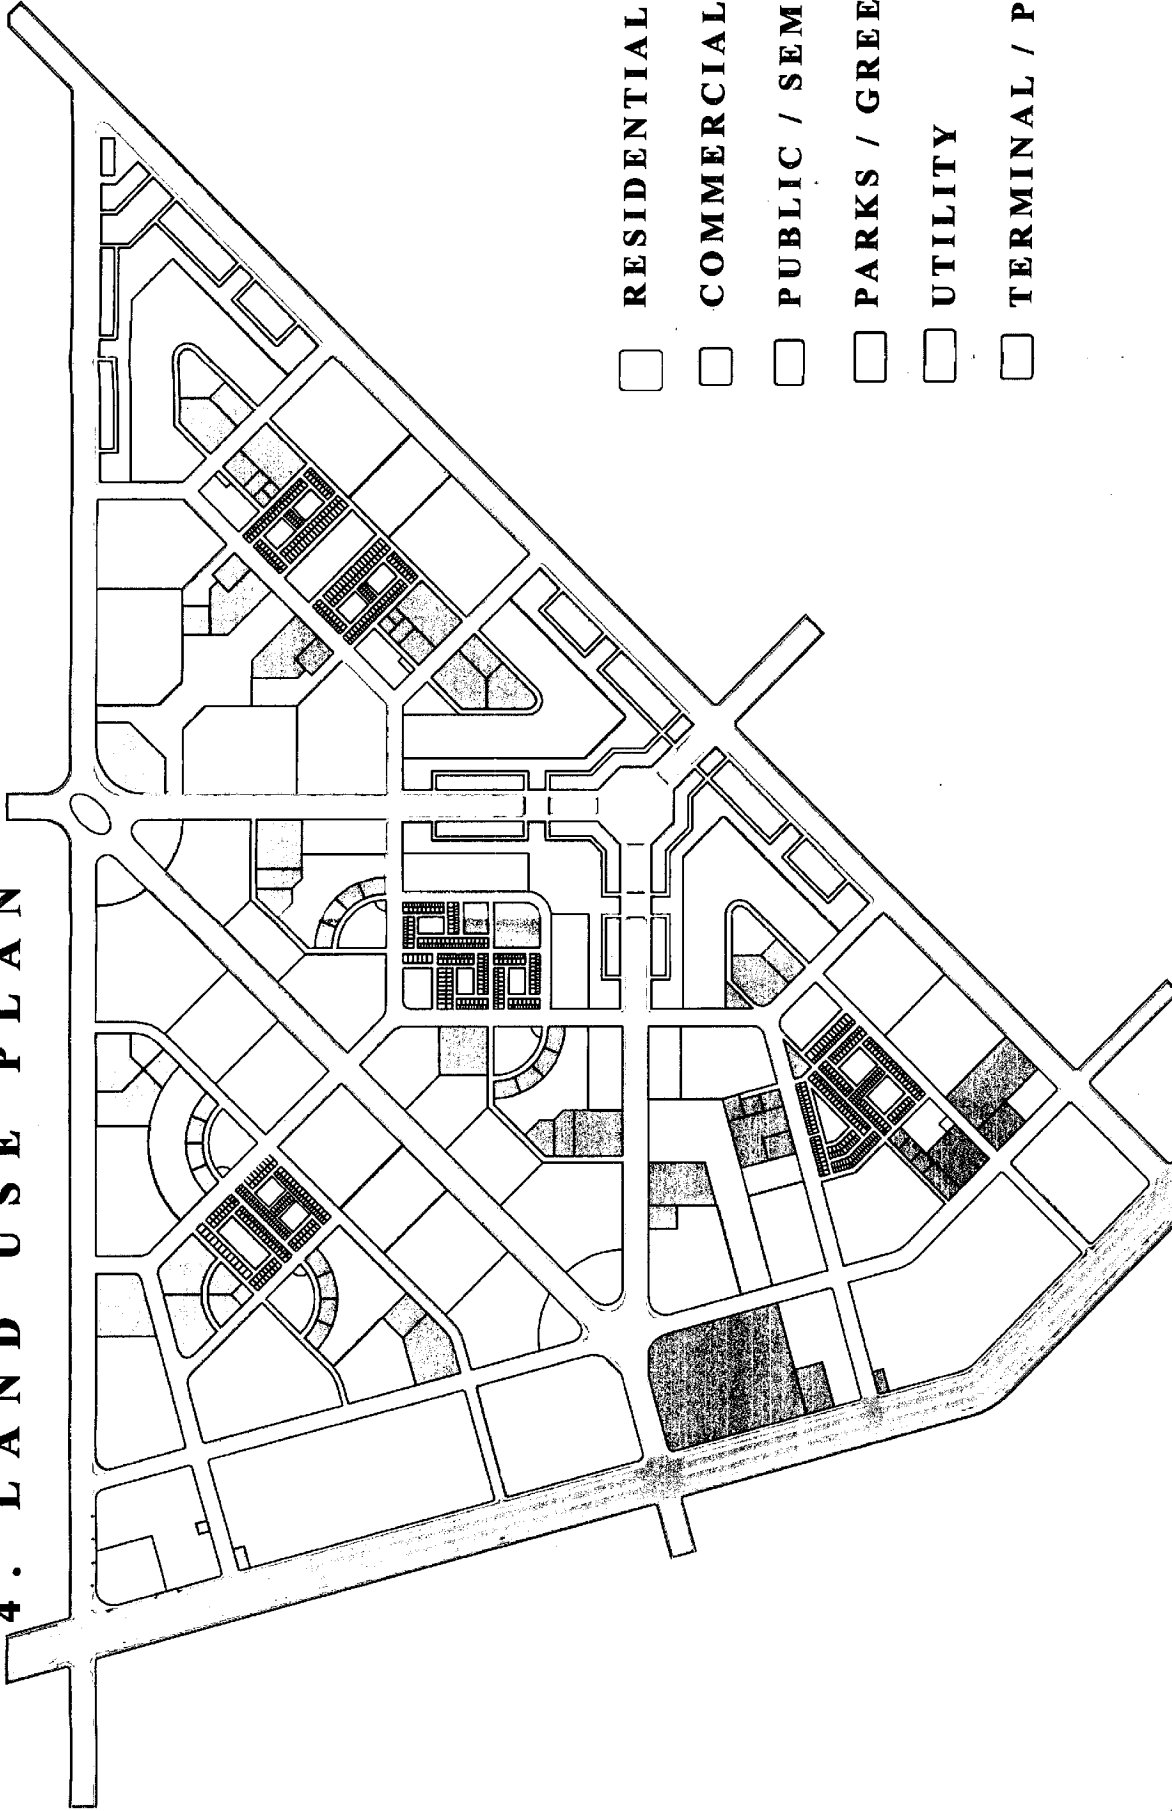 4. LAND USE PLAN
RESIDENTIAL
COMMERCIAL
PUBLIC / SEM
PARKS / GREE
UTILITY
TERMINAL / P